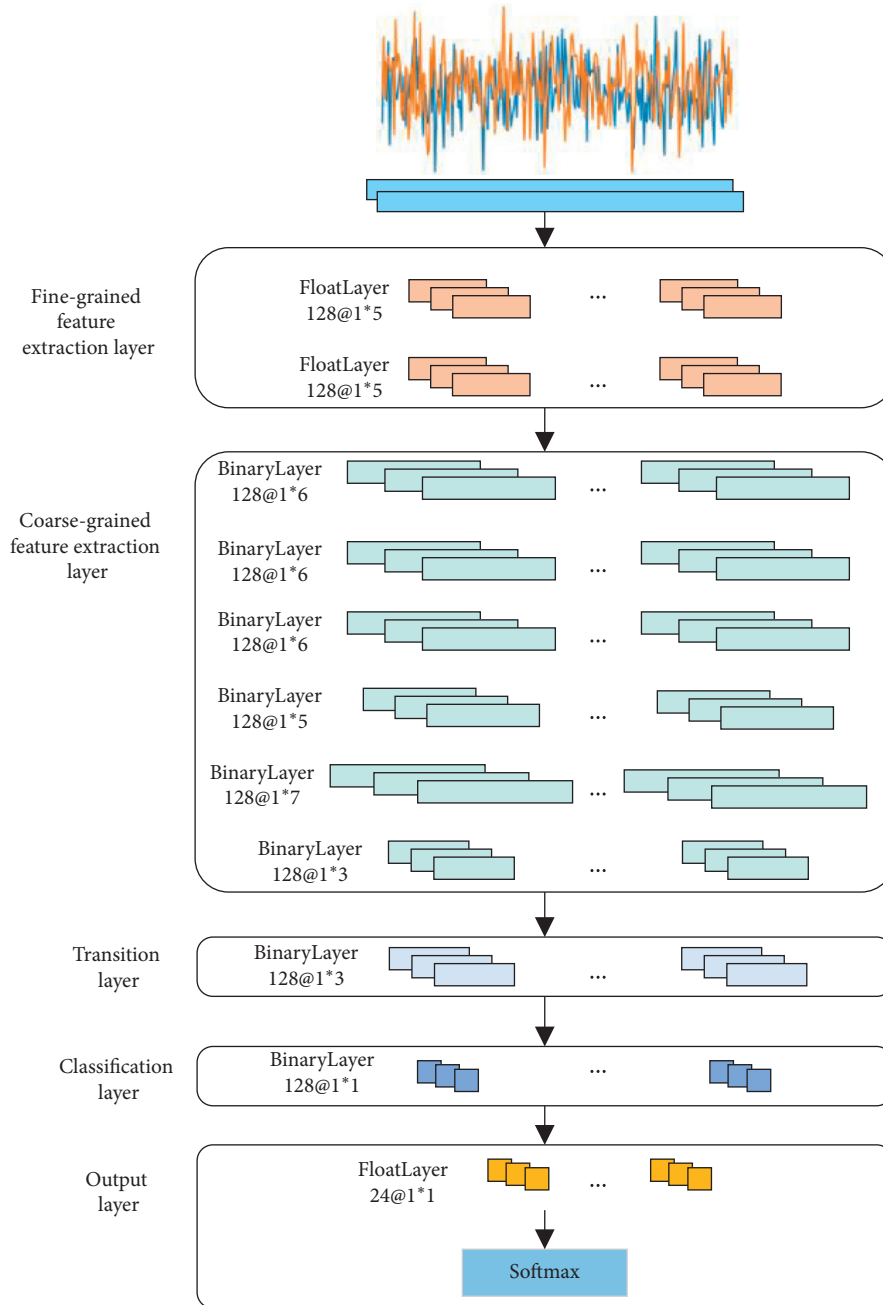 Fine-grained
feature
extraction layer
FloatLayer
128@1*5
...
FloatLayer
128@1*5
...
Coarse-grained
feature extraction
layer
BinaryLayer
128@1*6
...
BinaryLayer
128@1*6
...
BinaryLayer
128@1*6
...
BinaryLayer
128@1*5
...
BinaryLayer
128@1*7
...
BinaryLayer
128@1*3
...
Transition
layer
BinaryLayer
128@1*3
...
Classification
layer
BinaryLayer
128@1*1
...
Output
layer
FloatLayer
24@1*1
...
Softmax